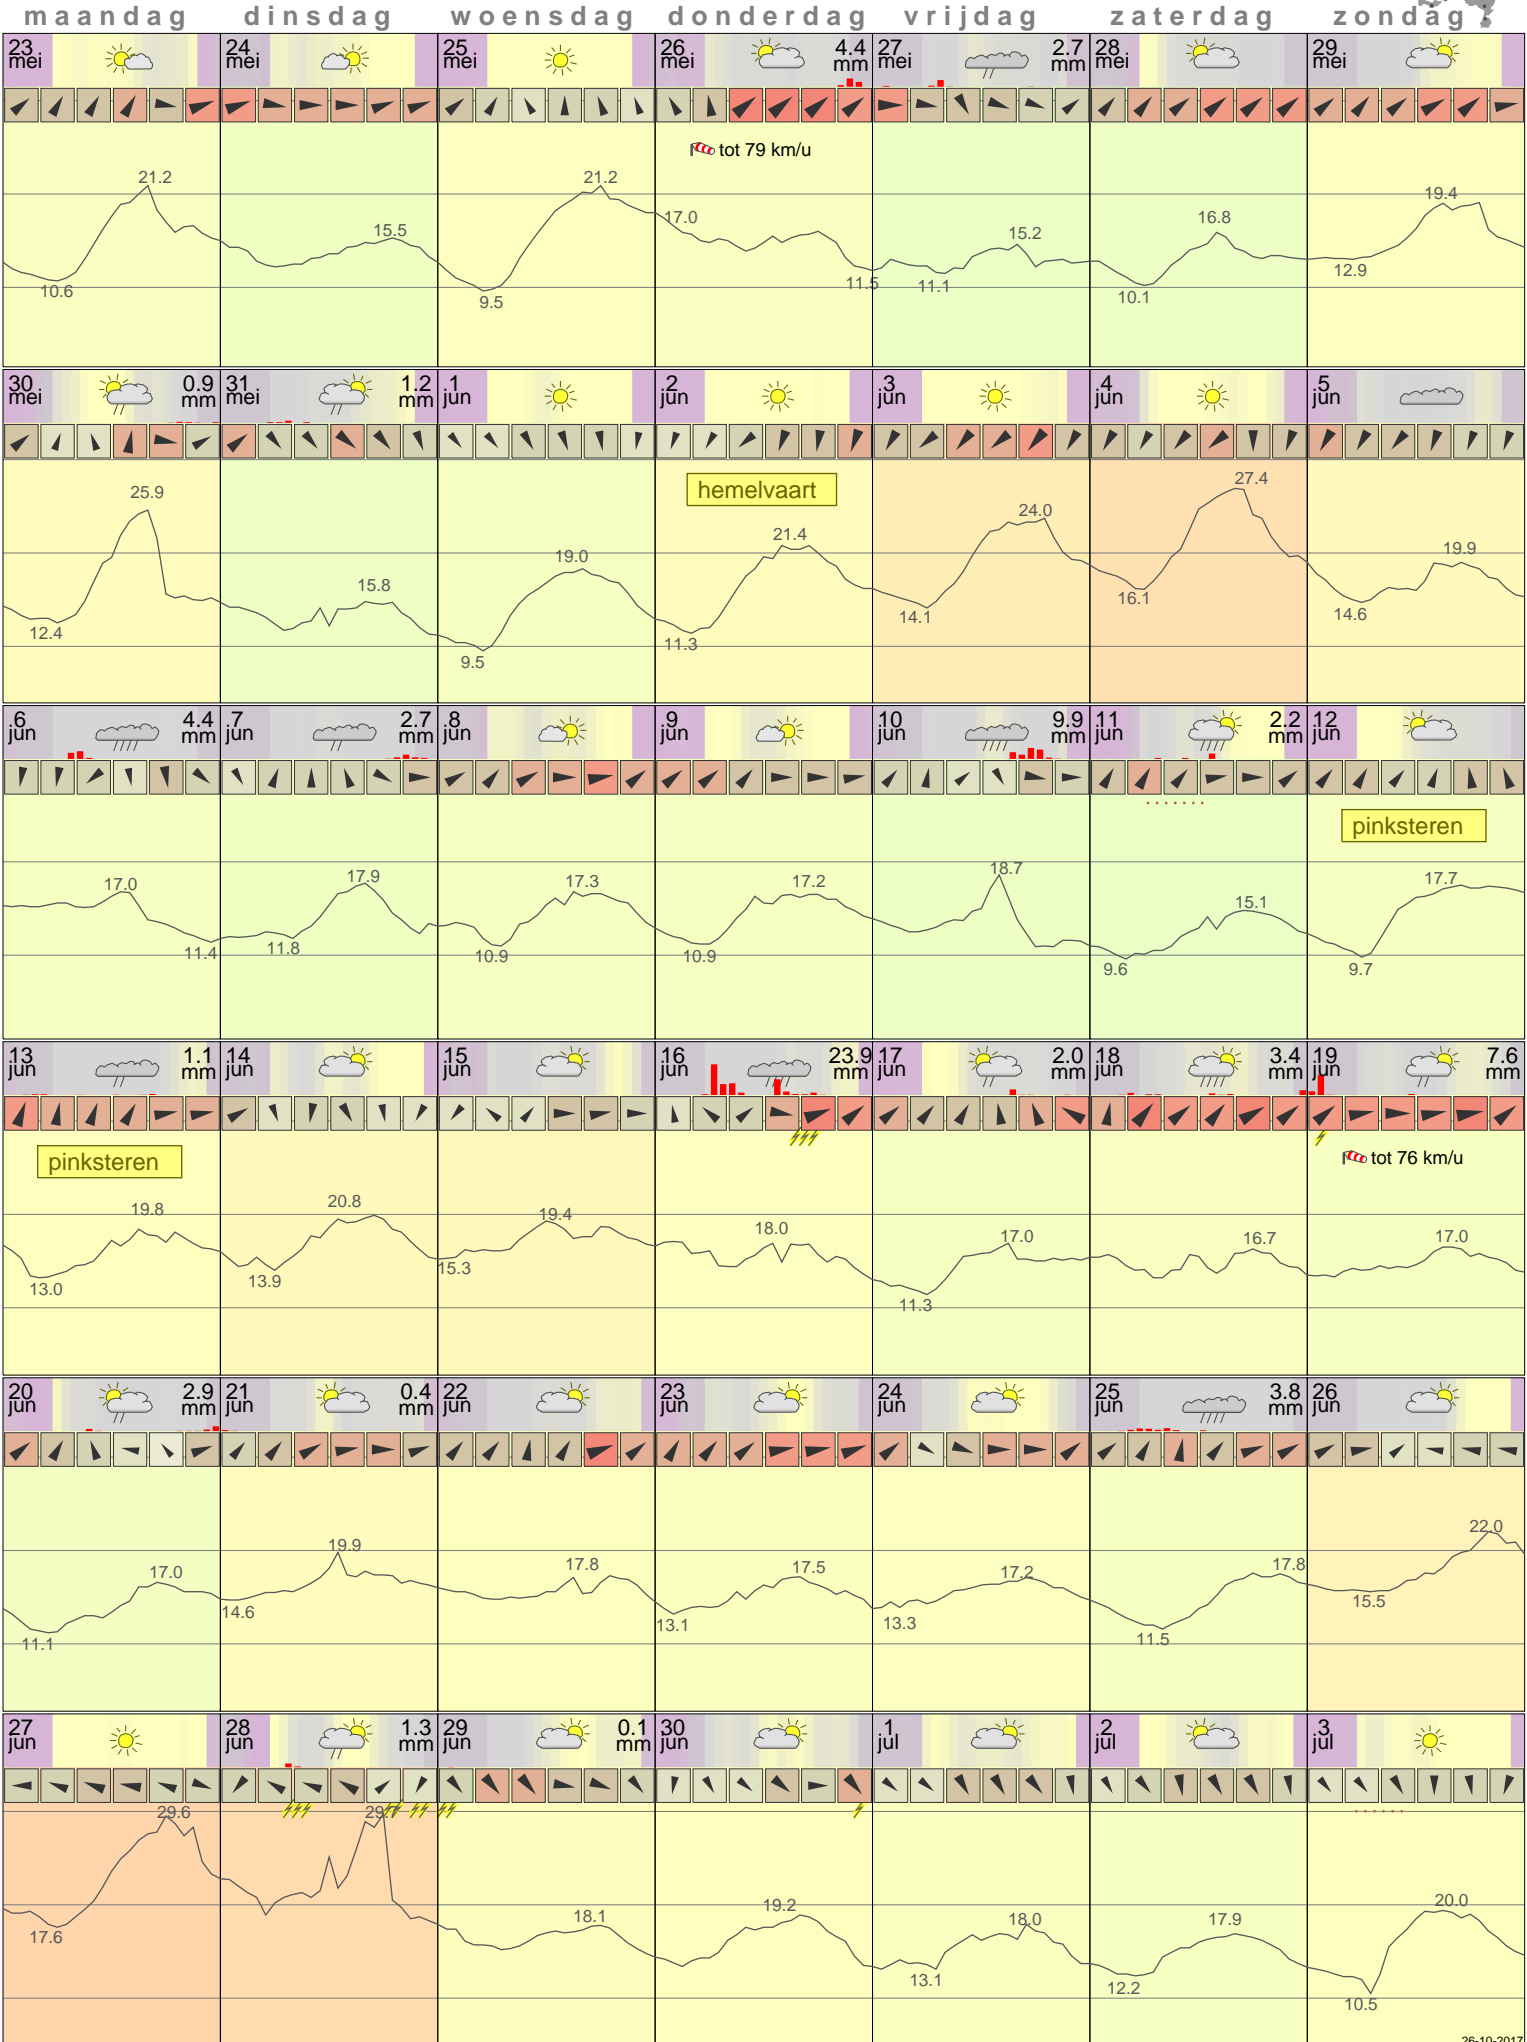 maandag dinsdag woensdag donderdag vrijdag zaterdag zondag
23 mei 24 mei 25 mei 26 mei 4.4 mm 27 mei 2.7 mm 28 mei 29 mei
tot 79 km/u
21.2 15.5 21.2 17.0 15.2 16.8 19.4
10.6 9.5 11.5 11.1 10.1 12.9
30 mei 0.9 mm 31 mei 1.2 mm 1 jun 2 jun 3 jun 4 jun 5 jun
hemelvaart
25.9 15.8 19.0 21.4 24.0 27.4 19.9
12.4 9.5 11.3 14.1 16.1 14.6
6 jun 4.4 mm 7 jun 2.7 mm 8 jun 9 jun 10 jun 9.9 mm 11 jun 2.2 mm 12 jun
pinksteren
17.0 17.9 17.3 17.2 18.7 15.1 17.7
11.4 11.8 10.9 10.9 9.6 9.7
13 jun 1.1 mm 14 jun 15 jun 16 jun 23.9 mm 17 jun 2.0 mm 18 jun 3.4 mm 19 jun 7.6 mm
pinksteren tot 76 km/u
19.8 20.8 19.4 18.0 17.0 16.7 17.0
13.0 13.9 15.3 11.3
20 jun 2.9 mm 21 jun 0.4 mm 22 jun 23 jun 24 jun 25 jun 3.8 mm 26 jun
17.0 19.9 17.8 17.5 17.2 17.8 22.0
11.1 14.6 13.1 13.3 11.5 15.5
27 jun 28 jun 1.3 mm 29 jun 0.1 mm 30 jun 1 jul 2 jul 3 jul
29.6 18.1 19.2 18.0 17.9 20.0
17.6 13.1 12.2 10.5
26-10-2017